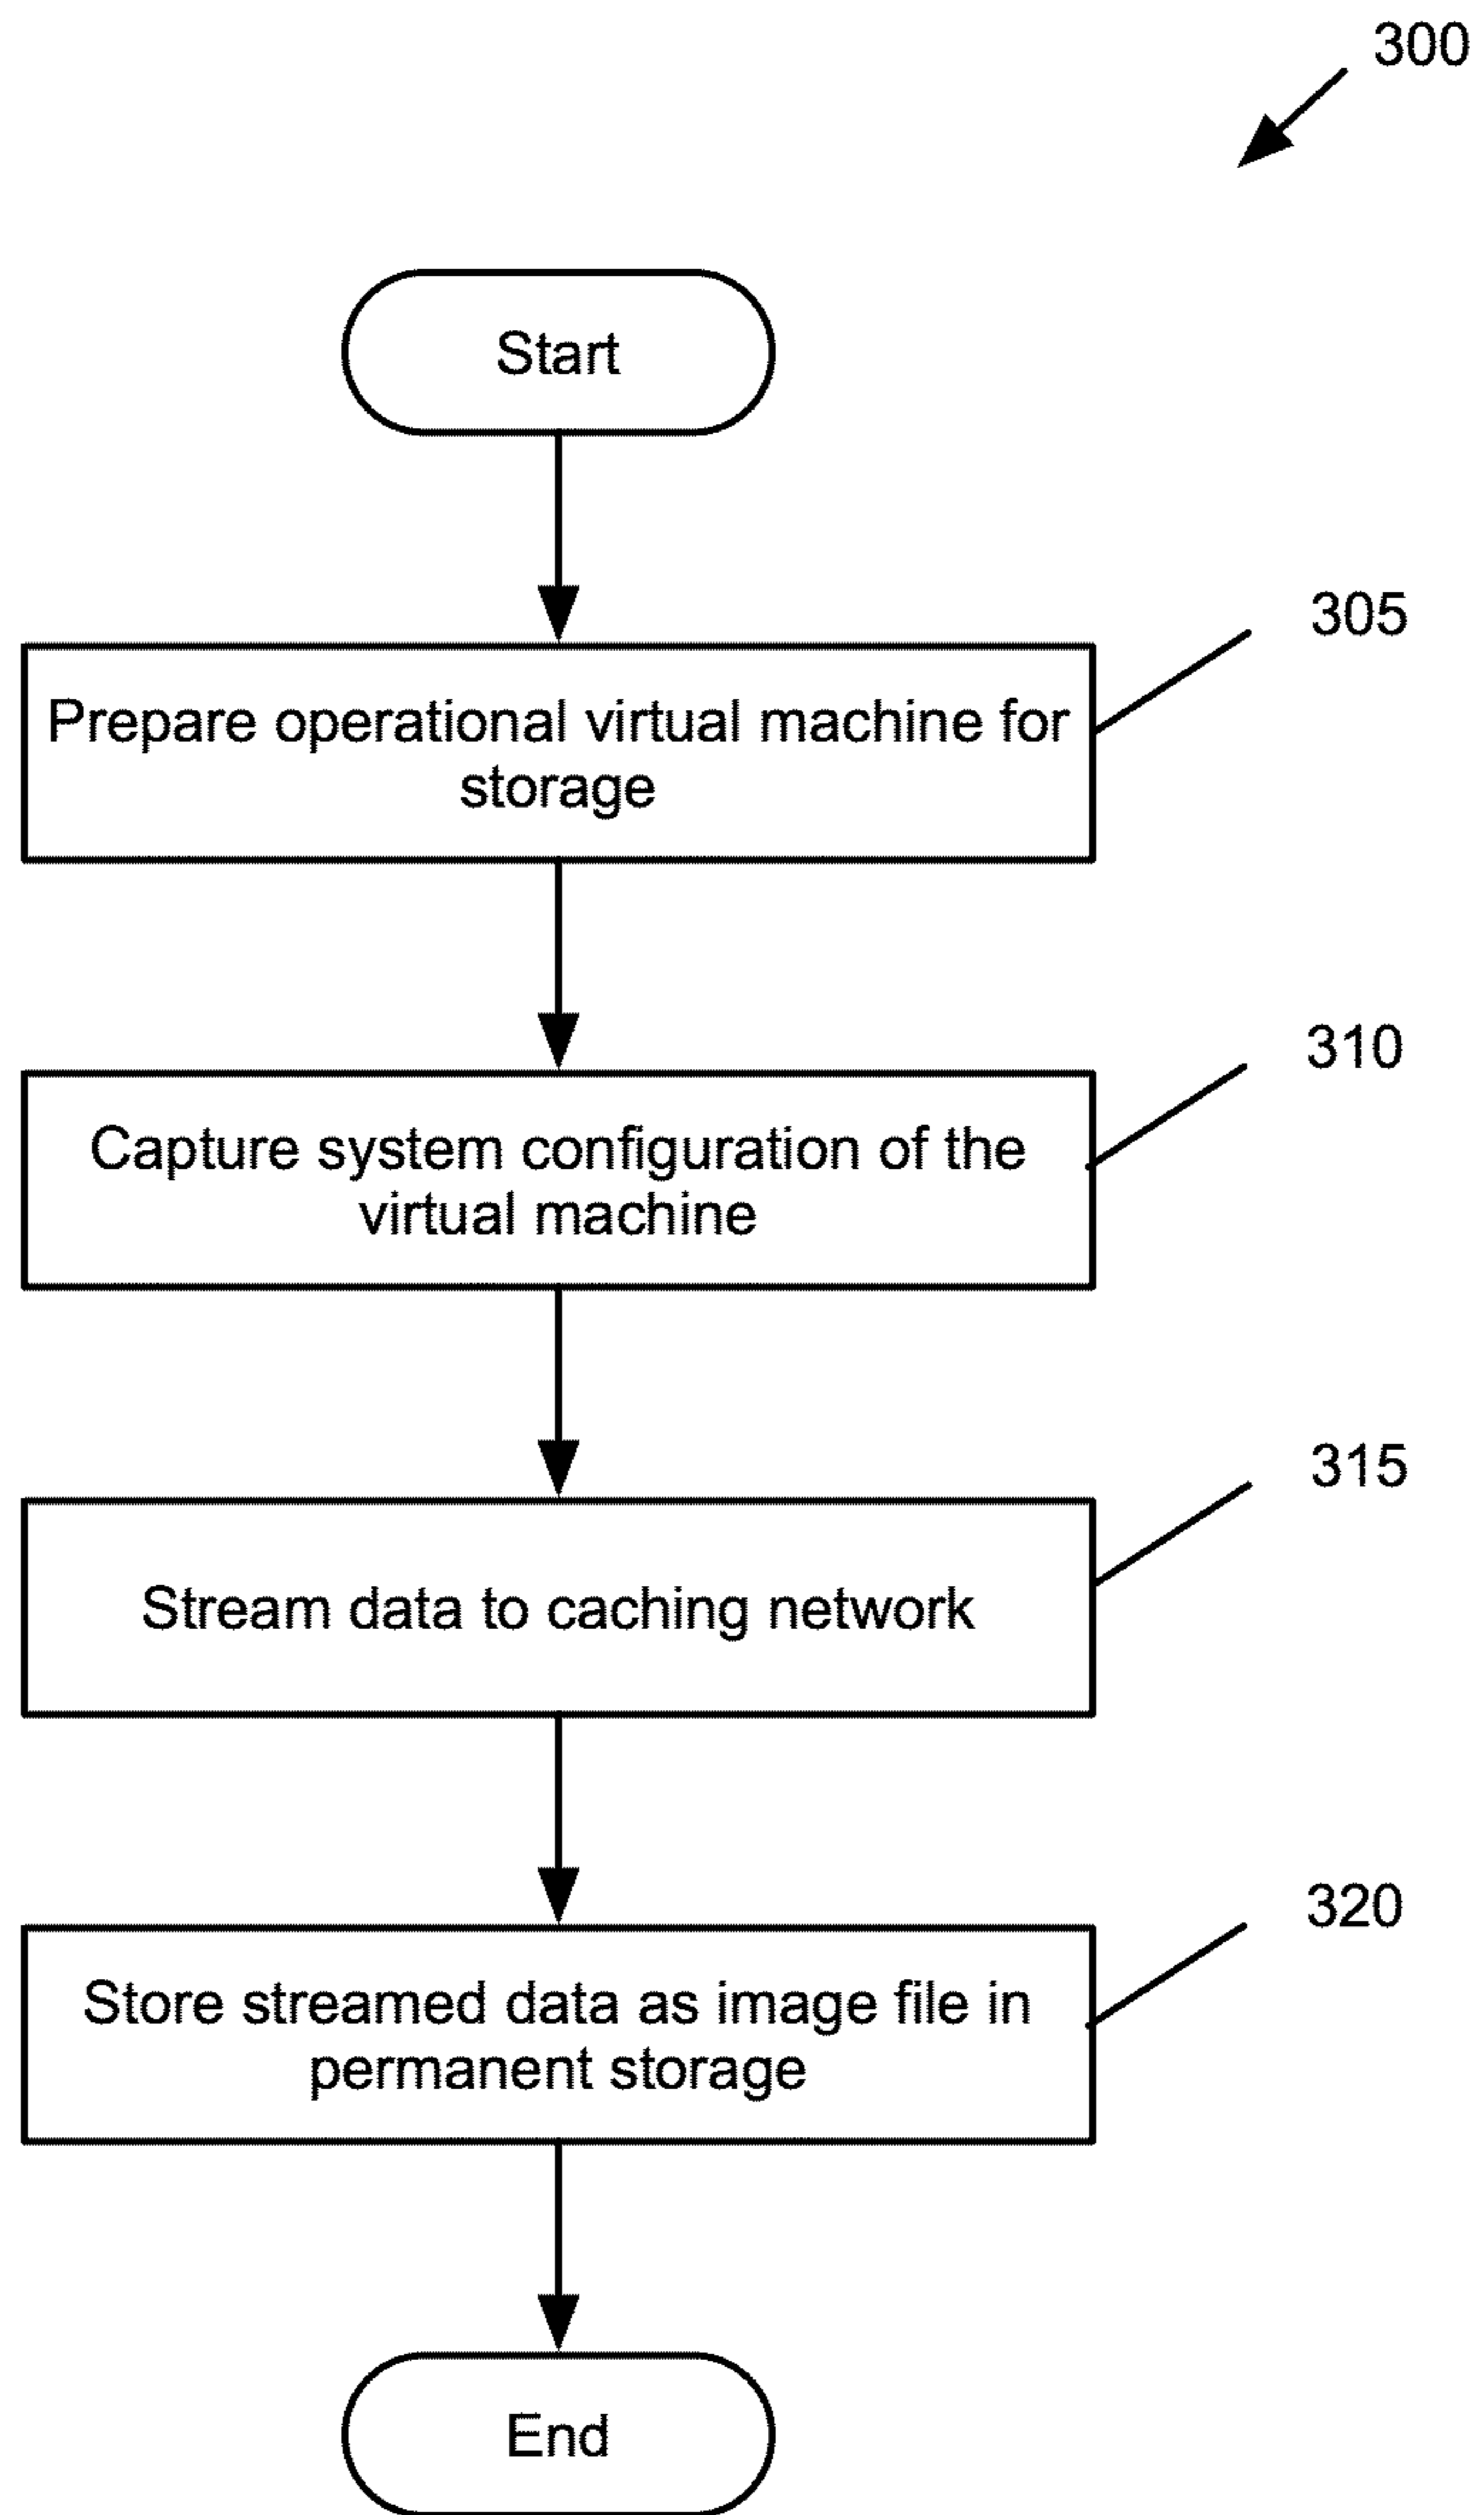 300
Start
305
Prepare operational virtual machine for
storage
310
Capture system configuration of the
virtual machine
315
Stream data to caching network
320
Store streamed data as image file in
permanent storage
End